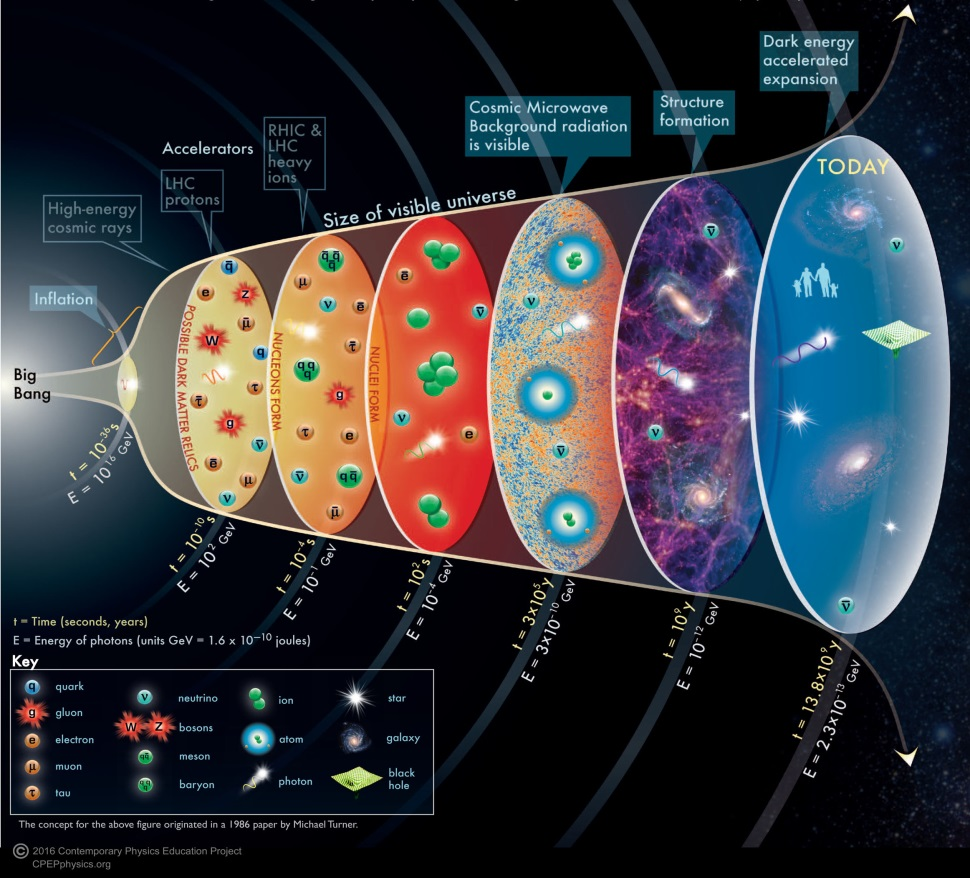 Dark energy
accelerated
expansion
Structure
formation
Cosmic Microwave
Background radiation
is visible
RHIC &
LHC
heavy
ions
Accelerators
LHC
protons
High-energy
cosmic rays
Inflation
Size of visible universe
TODAY
Big
Bang
POSSIBLE DARK MATTER RELICS
NUCLEONS FORM
NUCLEI FORM
q̄
e
Z
μ̄
W
q
τ
τ̄
g
ν̄
ē
μ
ν
q̄ q̄
q̄
μ
ν
ē
τ̄
q q
q
g
τ
e
ν̄
qq̄
μ̄
ē
ν̄
ν
e
ν
ν̄
ν̄
ν
ν
ν̄
t = 10⁻³⁶ s
E = 10¹⁶ GeV
t = 10⁻¹⁰ s
E = 10² GeV
t = 10⁻⁴ s
E = 10⁻¹ GeV
t = 10² s
E = 10⁻⁴ GeV
t = 3x10⁵ y
E = 3x10⁻¹⁰ GeV
t = 10⁹ y
E = 10⁻¹² GeV
t = 13.8x10⁹ y
E = 2.3x10⁻¹³ GeV
t = Time (seconds, years)
E = Energy of photons (units GeV = 1.6 x 10⁻¹⁰ joules)
Key
q quark
g gluon
e electron
μ muon
τ tau
ν neutrino
W Z bosons
qq̄ meson
q q q baryon
ion
atom
photon
star
galaxy
black
hole
The concept for the above figure originated in a 1986 paper by Michael Turner.
© 2016 Contemporary Physics Education Project
CPEPphysics.org